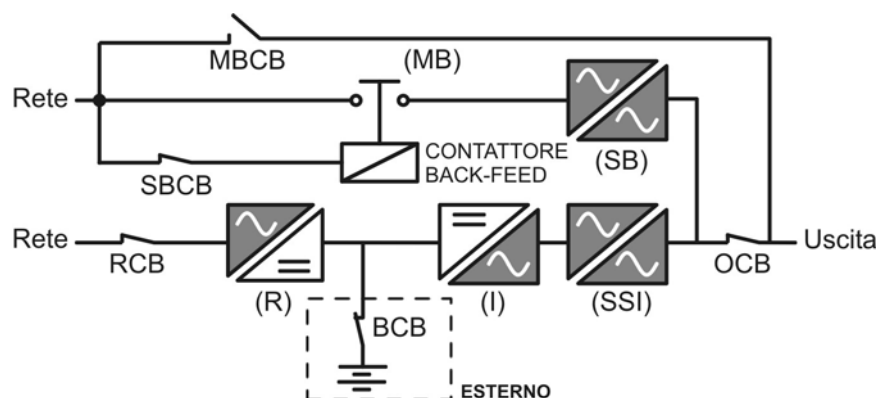 MBCB
(MB)
Rete
CONTATTORE
BACK-FEED
(SB)
SBCB
Rete
Uscita
RCB
OCB
(R)
(I)
(SSI)
BCB
ESTERNO